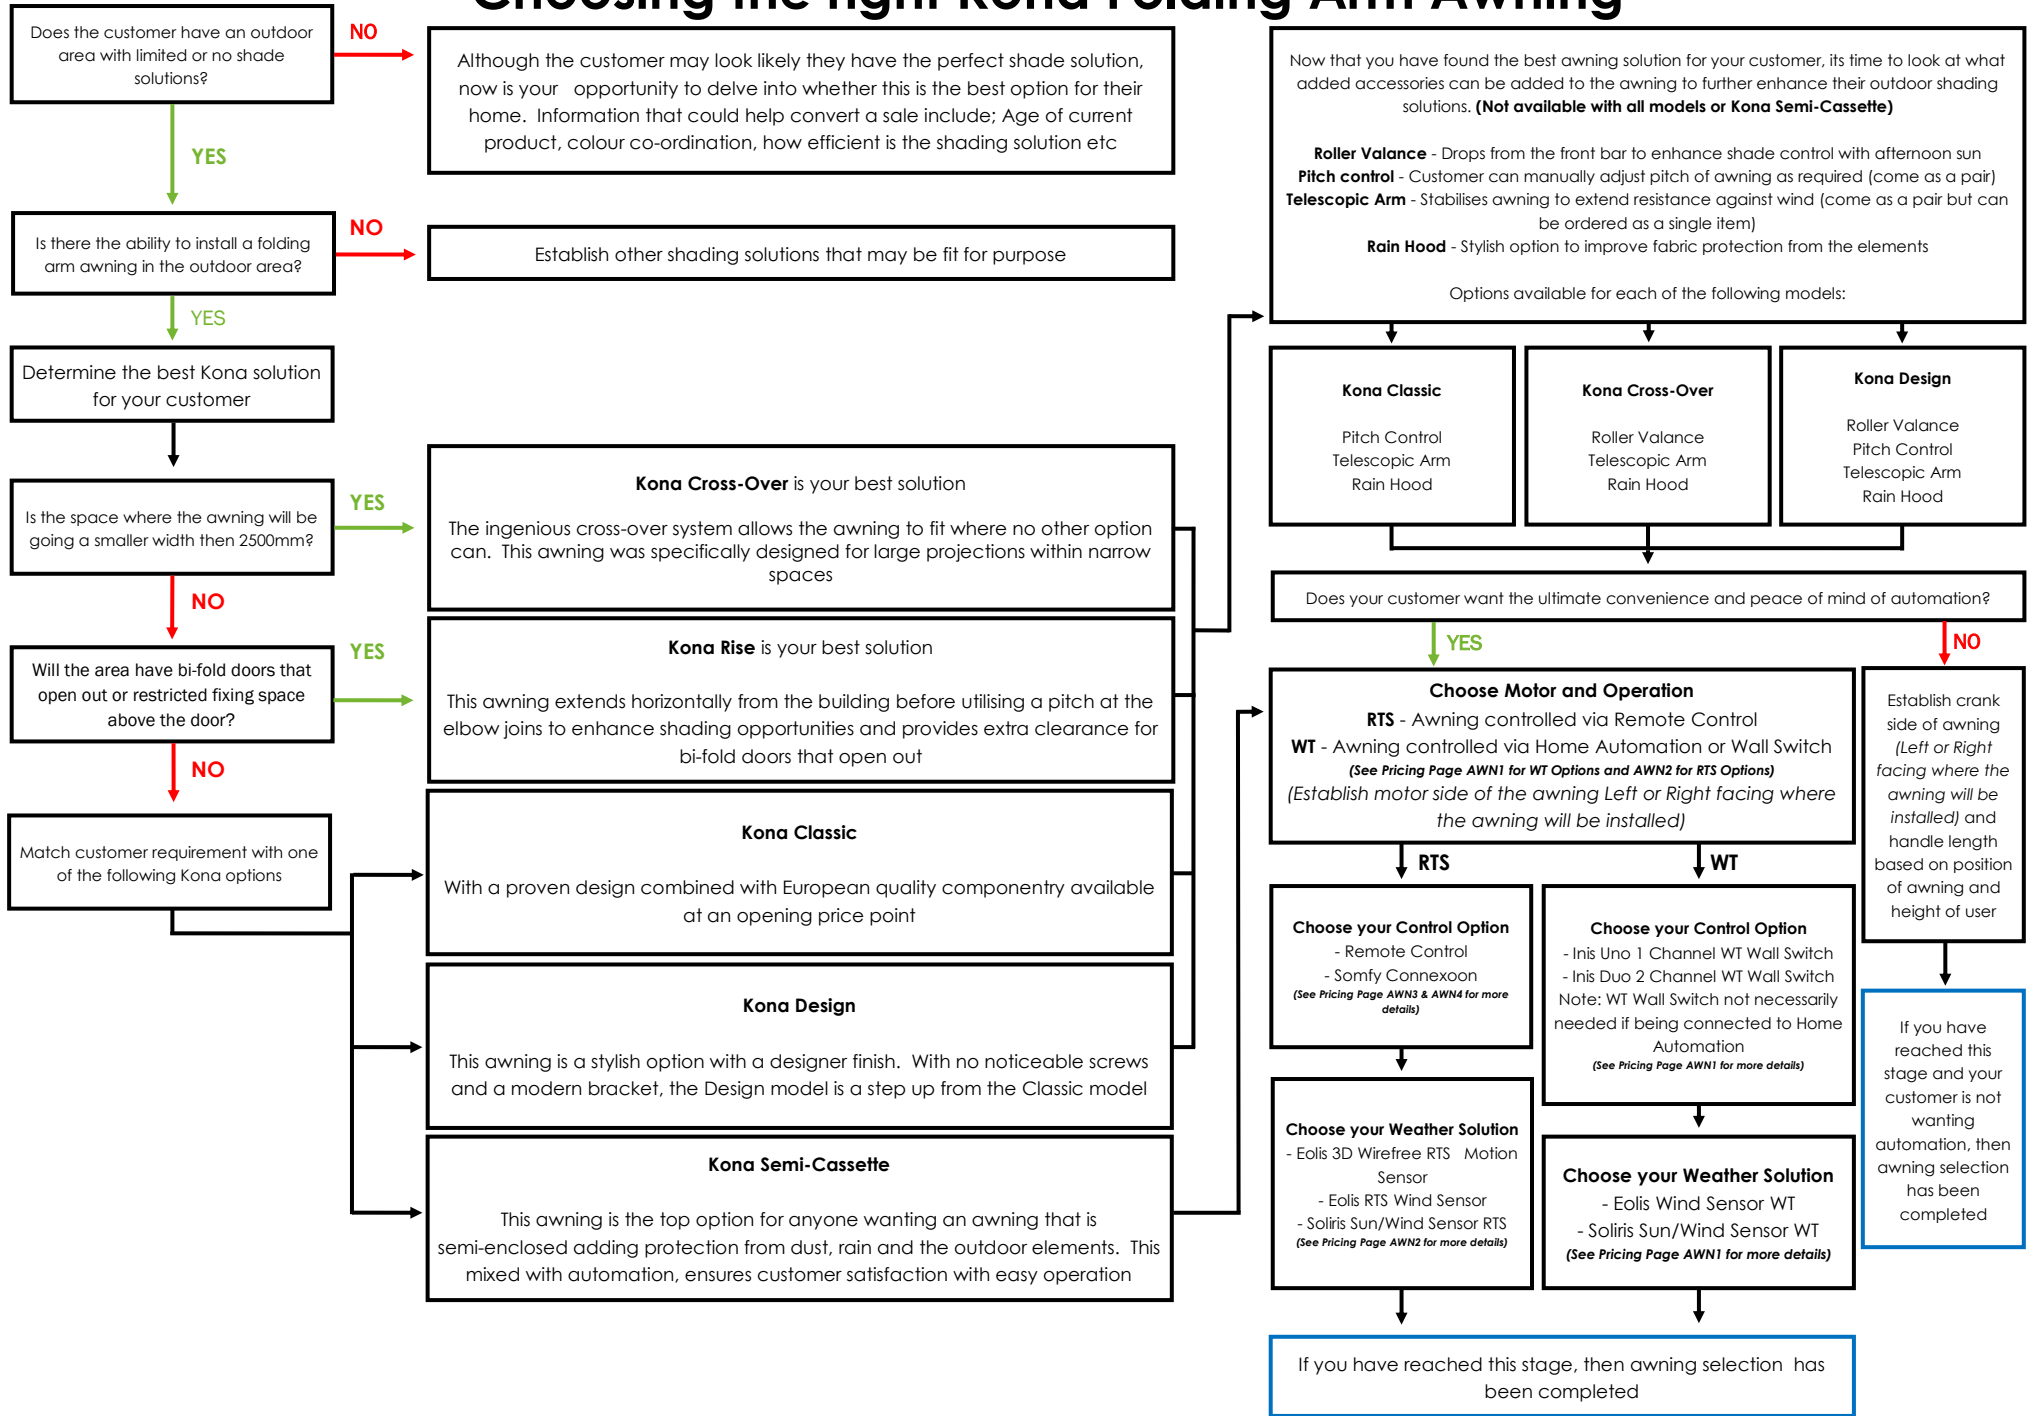 Choosing the right Kona Folding Arm Awning
Does the customer have an outdoor
area with limited or no shade
solutions?
NO
Although the customer may look likely they have the perfect shade solution,
now is your opportunity to delve into whether this is the best option for their
home. Information that could help convert a sale include; Age of current
product, colour co-ordination, how efficient is the shading solution etc
YES
Is there the ability to install a folding
arm awning in the outdoor area?
NO
Establish other shading solutions that may be fit for purpose
YES
Determine the best Kona solution
for your customer
Is the space where the awning will be
going a smaller width then 2500mm?
YES
Kona Cross-Over is your best solution
The ingenious cross-over system allows the awning to fit where no other option
can. This awning was specifically designed for large projections within narrow
spaces
NO
Will the area have bi-fold doors that
open out or restricted fixing space
above the door?
YES
Kona Rise is your best solution
This awning extends horizontally from the building before utilising a pitch at the
elbow joins to enhance shading opportunities and provides extra clearance for
bi-fold doors that open out
NO
Match customer requirement with one
of the following Kona options
Kona Classic
With a proven design combined with European quality componentry available
at an opening price point
Kona Design
This awning is a stylish option with a designer finish. With no noticeable screws
and a modern bracket, the Design model is a step up from the Classic model
Kona Semi-Cassette
This awning is the top option for anyone wanting an awning that is
semi-enclosed adding protection from dust, rain and the outdoor elements. This
mixed with automation, ensures customer satisfaction with easy operation
Now that you have found the best awning solution for your customer, its time to look at what
added accessories can be added to the awning to further enhance their outdoor shading
solutions. (Not available with all models or Kona Semi-Cassette)
Roller Valance - Drops from the front bar to enhance shade control with afternoon sun
Pitch control - Customer can manually adjust pitch of awning as required (come as a pair)
Telescopic Arm - Stabilises awning to extend resistance against wind (come as a pair but can
be ordered as a single item)
Rain Hood - Stylish option to improve fabric protection from the elements
Options available for each of the following models:
Kona Classic
Pitch Control
Telescopic Arm
Rain Hood
Kona Cross-Over
Roller Valance
Telescopic Arm
Rain Hood
Kona Design
Roller Valance
Pitch Control
Telescopic Arm
Rain Hood
Does your customer want the ultimate convenience and peace of mind of automation?
YES
NO
Choose Motor and Operation
RTS - Awning controlled via Remote Control
WT - Awning controlled via Home Automation or Wall Switch
(See Pricing Page AWN1 for WT Options and AWN2 for RTS Options)
(Establish motor side of the awning Left or Right facing where
the awning will be installed)
Establish crank
side of awning
(Left or Right
facing where the
awning will be
installed) and
handle length
based on position
of awning and
height of user
RTS
WT
Choose your Control Option
- Remote Control
- Somfy Connexoon
(See Pricing Page AWN3 & AWN4 for more
details)
Choose your Control Option
- Inis Uno 1 Channel WT Wall Switch
- Inis Duo 2 Channel WT Wall Switch
Note: WT Wall Switch not necessarily
needed if being connected to Home
Automation
(See Pricing Page AWN1 for more details)
Choose your Weather Solution
- Eolis 3D Wirefree RTS Motion
Sensor
- Eolis RTS Wind Sensor
- Soliris Sun/Wind Sensor RTS
(See Pricing Page AWN2 for more details)
Choose your Weather Solution
- Eolis Wind Sensor WT
- Soliris Sun/Wind Sensor WT
(See Pricing Page AWN1 for more details)
If you have
reached this
stage and your
customer is not
wanting
automation, then
awning selection
has been
completed
If you have reached this stage, then awning selection has
been completed